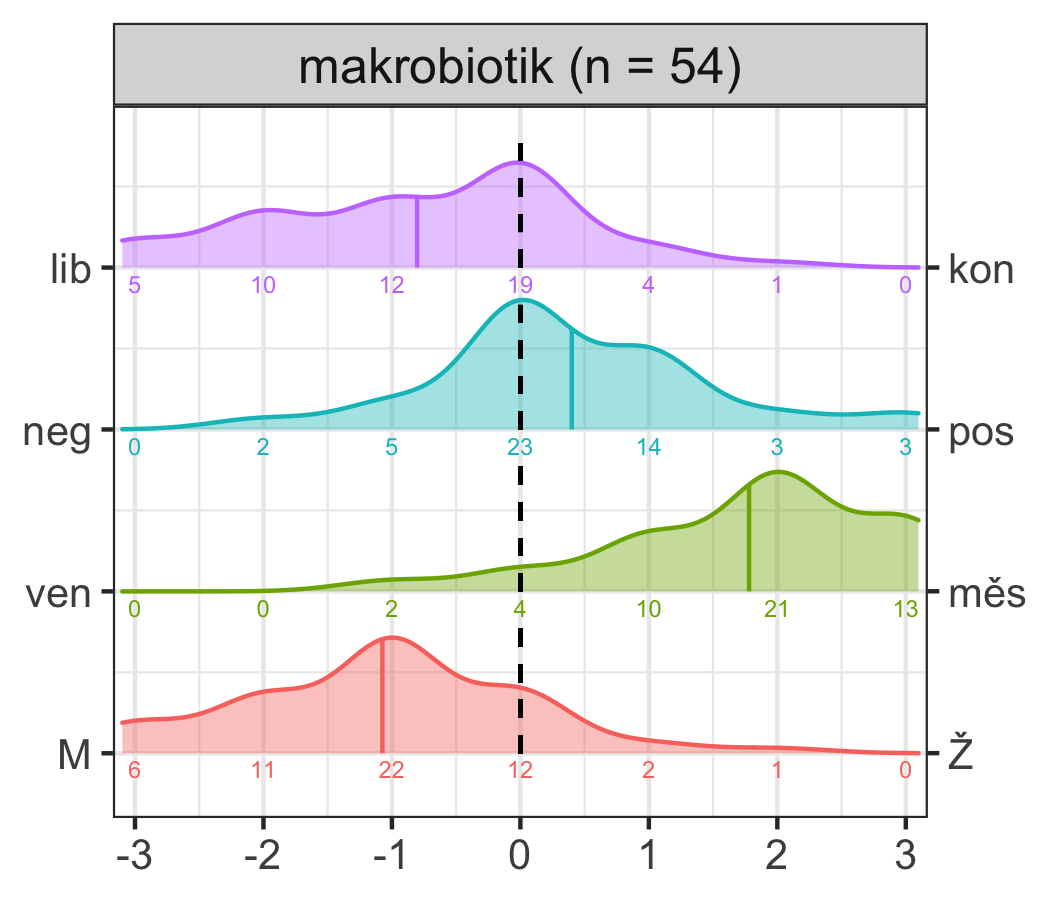 makrobiotik (n = 54)
lib kon
5 10 12 19 4 1 0
neg pos
0 2 5 23 14 3 3
ven měs
0 0 2 4 10 21 13
M Ž
6 11 22 12 2 1 0
-3 -2 -1 0 1 2 3